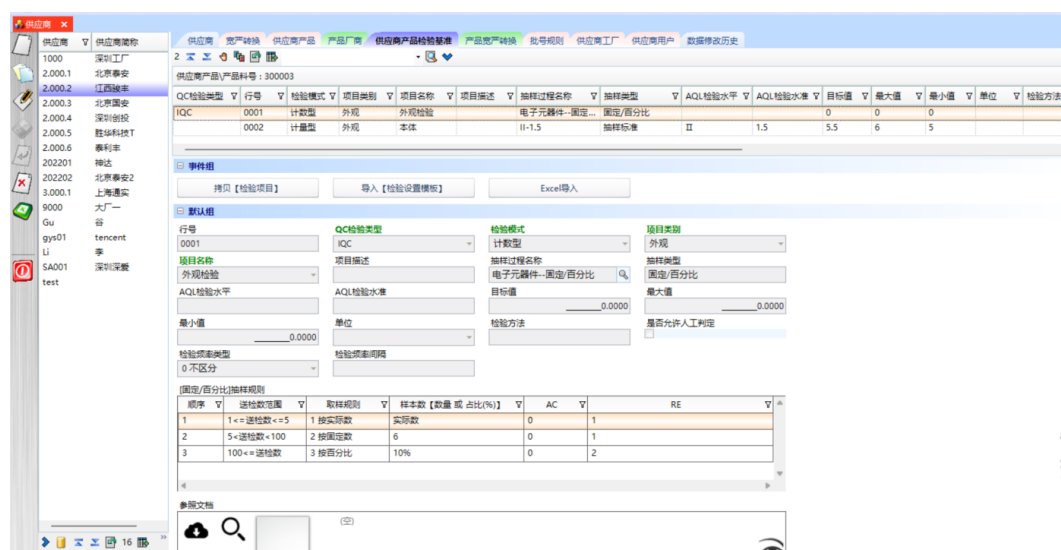 供应商
供应商 供应商简称
1000 深圳工厂
2.000.1 北京泰安
2.000.2 江西骏丰
2.000.3 北京国安
2.000.4 深圳创投
2.000.5 胜华科技T
2.000.6 泰利丰
202201 神达
202202 北京泰安2
3.000.1 上海通实
9000 大厂一
Gu 谷
gys01 tencent
Li 李
SA001 深圳深爱
test
16
供应商 宽严转换 供应商产品 产品厂商 供应商产品检验基准 产品宽严转换 批号规则 供应商工厂 供应商用户 数据修改历史
2
供应商产品\产品料号：300003
QC检验类型 行号 检验模式 项目类别 项目名称 项目描述 抽样过程名称 抽样类型 AQL检验水平 AQL检验水准 目标值 最大值 最小值 单位 检验方法
IQC 0001 计数型 外观 外观检验 电子元器件--固定... 固定/百分比 0 0 0
0002 计量型 外观 本体 II-1.5 抽样标准 II 1.5 5.5 6 5
事件组
拷贝【检验项目】 导入【检验设置模板】 Excel导入
默认组
行号 QC检验类型 检验模式 项目类别
0001 IQC 计数型 外观
项目名称 项目描述 抽样过程名称 抽样类型
外观检验 电子元器件--固定/百分比 固定/百分比
AQL检验水平 AQL检验水准 目标值 最大值
0.0000 0.0000
最小值 单位 检验方法 是否允许人工判定
0.0000
检验频率类型 检验频率间隔
0 不区分
[固定/百分比]抽样规则
顺序 送检数范围 取样规则 样本数【数量 或 占比(%)】 AC RE
1 1<=送检数<=5 1 按实际数 实际数 0 1
2 5<送检数<100 2 按固定数 6 0 1
3 100<=送检数 3 按百分比 10% 0 2
参照文档